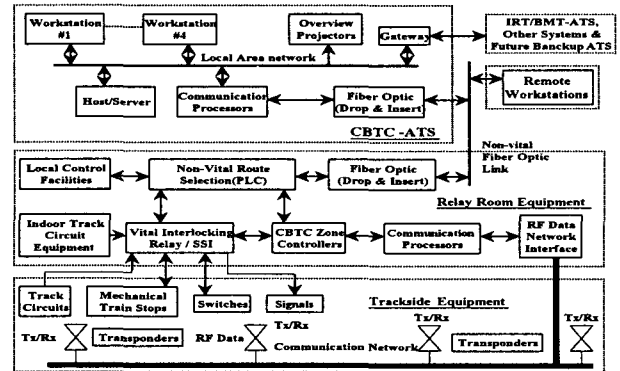 Workstation #1
Workstation #4
Overview Projectors
Gateway
IRT/BMT-ATS, Other Systems & Future Banckup ATS
Local Area network
Host/Server
Communication Processors
Fiber Optic (Drop & Insert)
Remote Workstations
CBTC -ATS
Non-vital Fiber Optic Link
Local Control Facilities
Non-Vital Route Selection(PLC)
Fiber Optic (Drop & Insert)
Relay Room Equipment
Indoor Track Circuit Equipment
Vital Interlocking Relay / SSI
CBTC Zone Controllers
Communication Processors
RF Data Network Interface
Track Circuits
Mechanical Train Stops
Switches
Signals
Trackside Equipment
Tx/Rx
Transponders
RF Data
Tx/Rx
Communication Network
Tx/Rx
Transponders
Tx/Rx